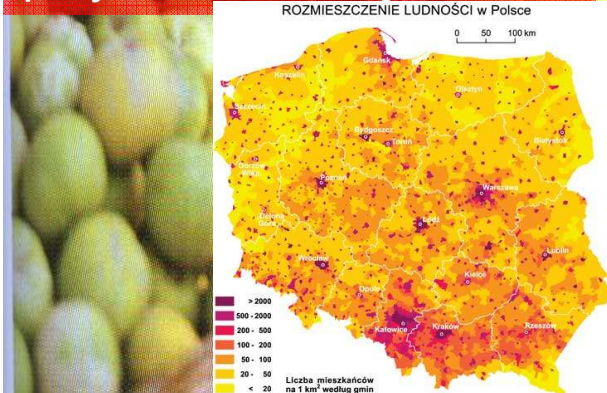 ROZMIESZCZENIE LUDNOŚCI w Polsce
0 50 100 km
Gdańsk
Koszalin
Olsztyn
Szczecin
Bydgoszcz
Toruń
Białystok
Gorzów
Wlkp.
Poznań
Warszawa
Zielona
Góra
Łódź
Wrocław
Lublin
Opole
Kielce
Katowice
Kraków
Rzeszów
> 2000
500 -2000
200 - 500
100 - 200
50 - 100
20 - 50
< 20
Liczba mieszkańców
na 1 km² według gmin